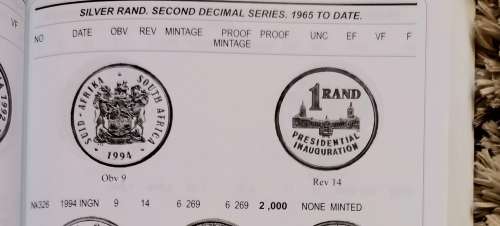 SILVER RAND. SECOND DECIMAL SERIES. 1965 TO DATE.
VF
NO DATE OBV REV MINTAGE PROOF MINTAGE PROOF UNC EF VF F
1992
SUID-AFRIKA SOUTH AFRICA
1994
1 RAND
PRESIDENTIAL
INAUGURATION
Obv 9 Rev 14
NK326 1994 INGN 9 14 6 269 6 269 2 ,000 NONE MINTED